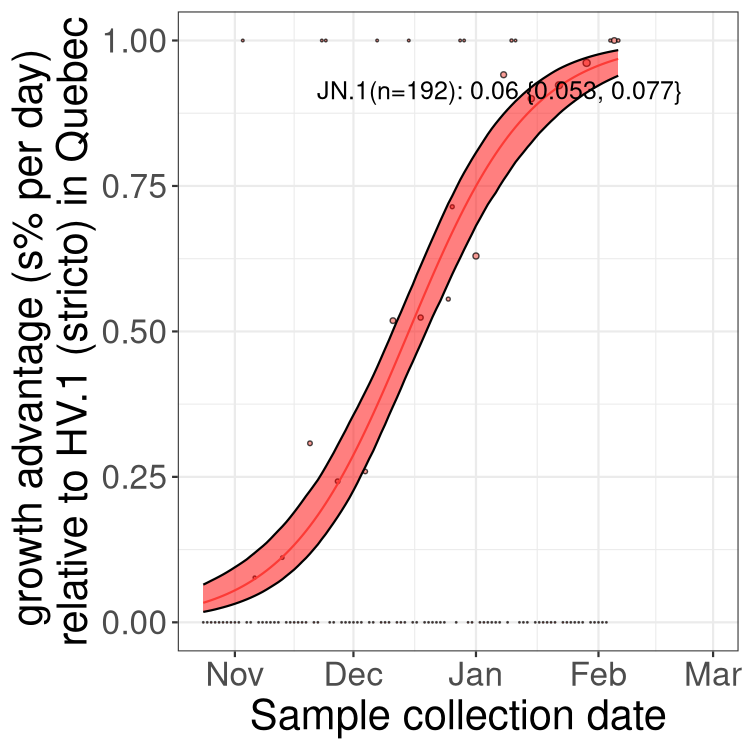 growth advantage (s% per day)
relative to HV.1 (stricto) in Quebec
1.00
JN.1(n=192): 0.06 {0.053, 0.077}
0.75
0.50
0.25
0.00
Nov Dec Jan Feb Mar
Sample collection date